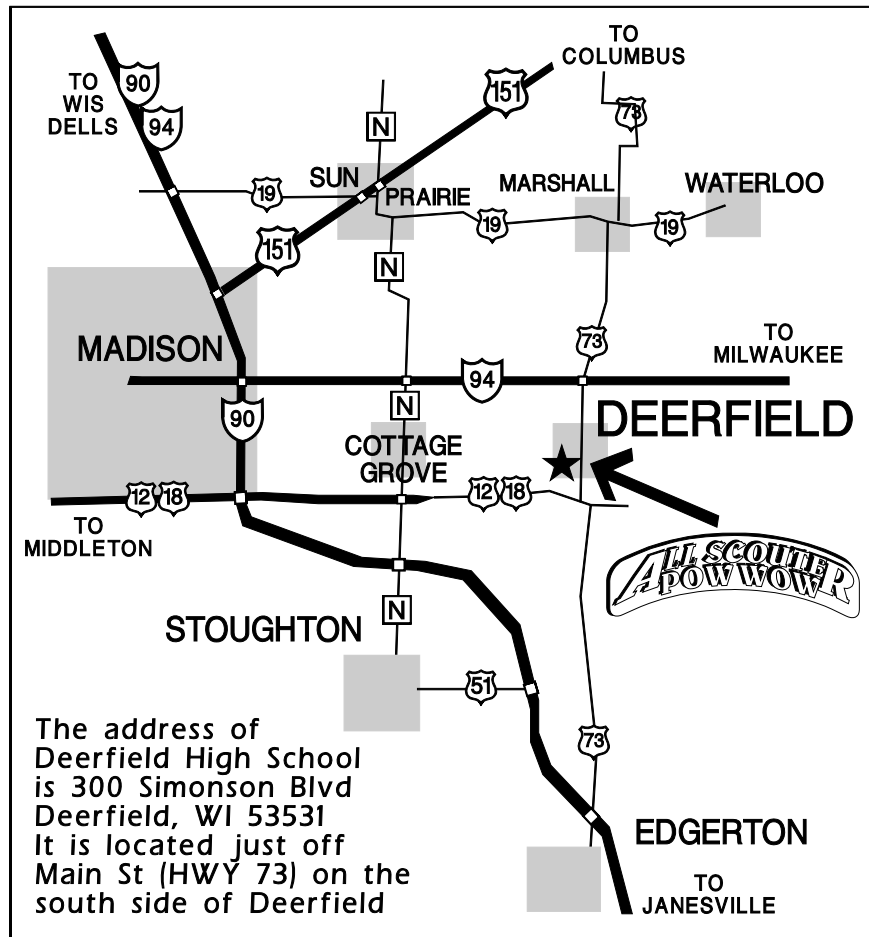 TO
COLUMBUS
90
TO
WIS
DELLS
94
151
73
N
SUN
PRAIRIE
MARSHALL
WATERLOO
19
19
19
151
N
MADISON
73
TO
MILWAUKEE
94
90
N
DEERFIELD
COTTAGE
GROVE
12 18
12 18
TO
MIDDLETON
ALL SCOUTER
POW WOW
STOUGHTON
N
51
73
The address of
Deerfield High School
is 300 Simonson Blvd
Deerfield, WI 53531
It is located just off
Main St (HWY 73) on the
south side of Deerfield
EDGERTON
TO
JANESVILLE